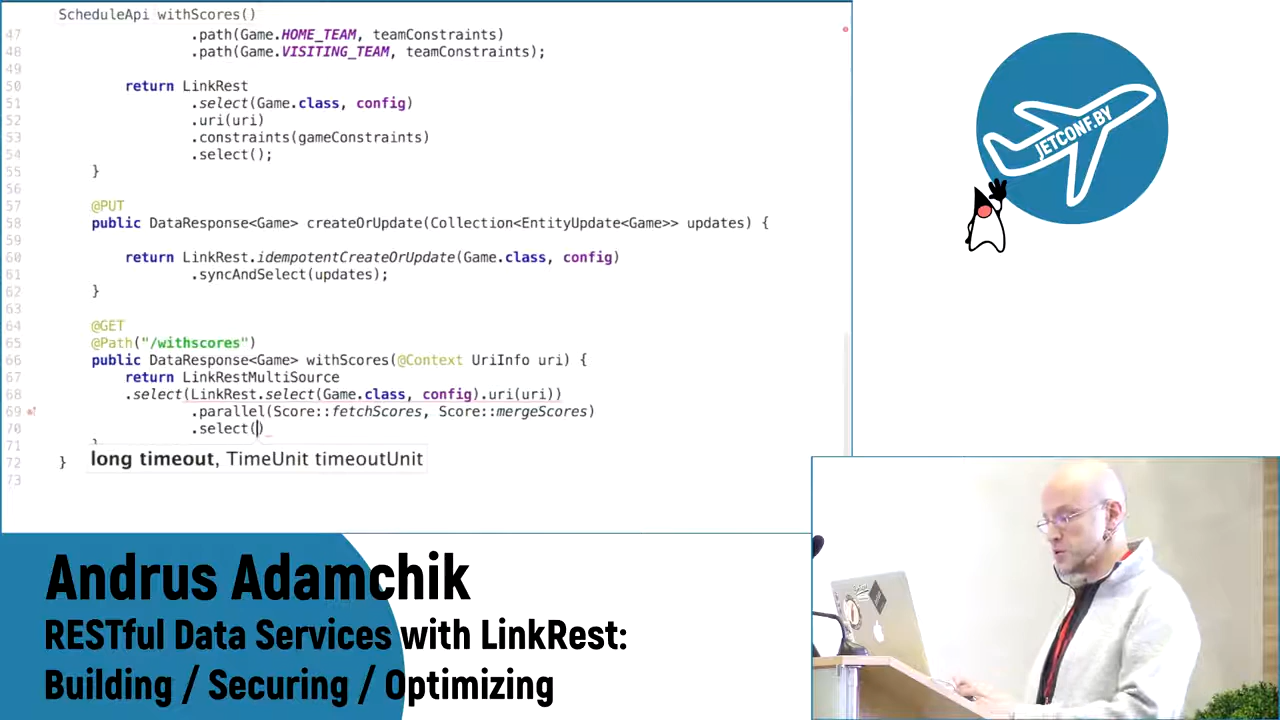 ScheduleApi withScores()
47 .path(Game.HOME_TEAM, teamConstraints)
48 .path(Game.VISITING_TEAM, teamConstraints);
49
50 return LinkRest
51 .select(Game.class, config)
52 .uri(uri)
53 .constraints(gameConstraints)
54 .select();
55 }
56
57 @PUT
58 public DataResponse<Game> createOrUpdate(Collection<EntityUpdate<Game>> updates) {
59
60 return LinkRest.idempotentCreateOrUpdate(Game.class, config)
61 .syncAndSelect(updates);
62 }
63
64 @GET
65 @Path("/withscores")
66 public DataResponse<Game> withScores(@Context UriInfo uri) {
67 return LinkRestMultiSource
68 .select(LinkRest.select(Game.class, config).uri(uri))
69 .parallel(Score::fetchScores, Score::mergeScores)
70 .select()
71 }
72 }
long timeout, TimeUnit timeoutUnit
73
JETCONF.BY
Andrus Adamchik
RESTful Data Services with LinkRest:
Building / Securing / Optimizing